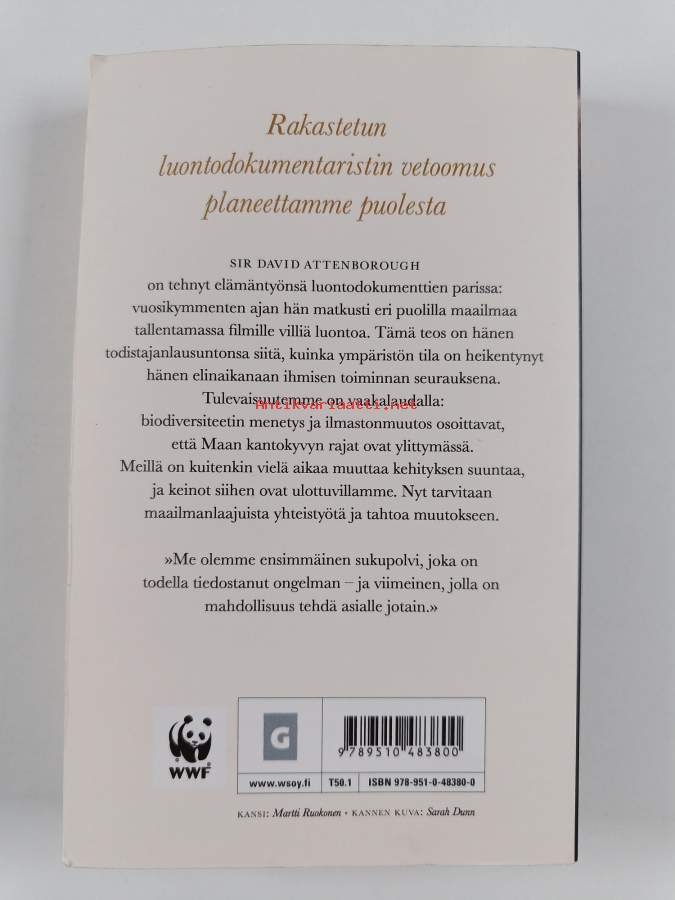 Rakastetun
luontodokumentaristin vetoomus
planeettamme puolesta
SIR DAVID ATTENBOROUGH
on tehnyt elämäntyönsä luontodokumenttien parissa:
vuosikymmenten ajan hän matkusti eri puolilla maailmaa
tallentamassa filmille villiä luontoa. Tämä teos on hänen
todistajanlausuntonsa siitä, kuinka ympäristön tila on heikentynyt
hänen elinaikanaan ihmisen toiminnan seurauksena.
Tulevaisuutemme on vaakalaudalla:
Antikvariaatti.net
biodiversiteetin menetys ja ilmastonmuutos osoittavat,
että Maan kantokyvyn rajat ovat ylittymässä.
Meillä on kuitenkin vielä aikaa muuttaa kehityksen suuntaa,
ja keinot siihen ovat ulottuvillamme. Nyt tarvitaan
maailmanlaajuista yhteistyötä ja tahtoa muutokseen.
»Me olemme ensimmäinen sukupolvi, joka on
todella tiedostanut ongelman – ja viimeinen, jolla on
mahdollisuus tehdä asialle jotain.»
WWF
G
9 789510 483800
www.wsoy.fi T50.1 ISBN 978-951-0-48380-0
KANSI: Martti Ruokonen • KANNEN KUVA: Sarah Dunn